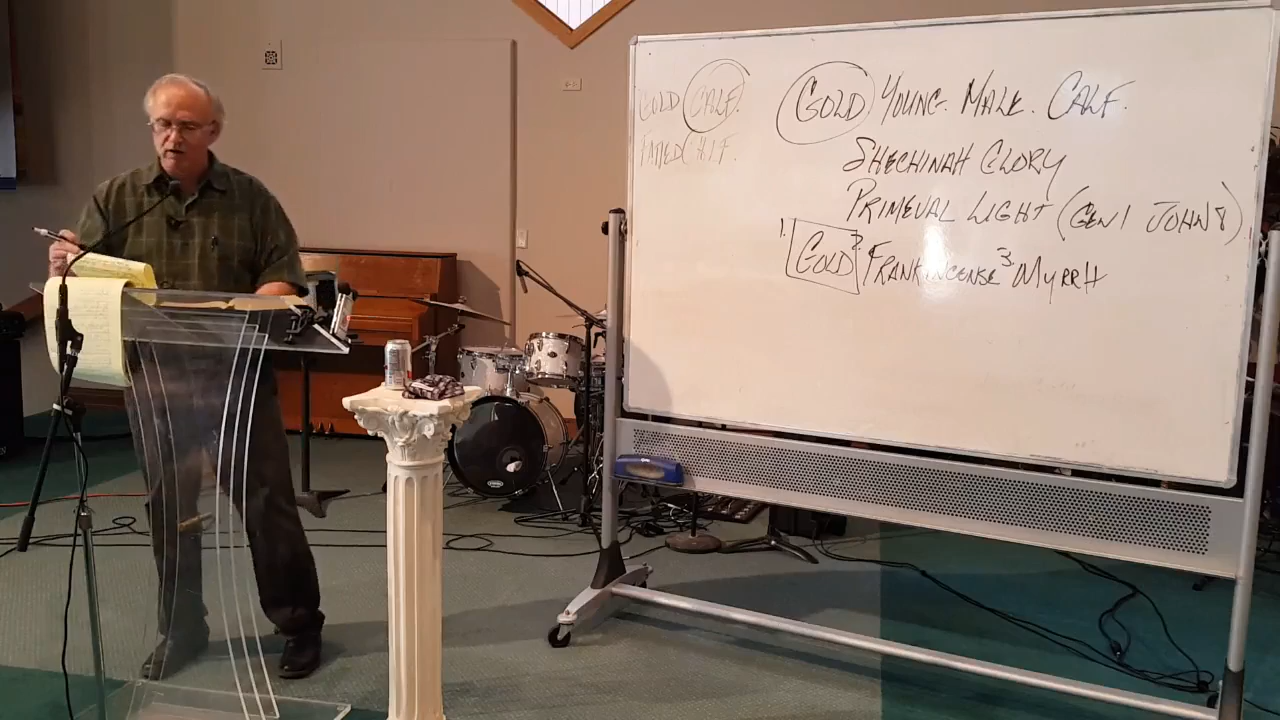 GOLD CALF.
FATTED CALF.
GOLD YOUNG. MALE. CALF.
SHECHINAH GLORY
PRIMEVAL LIGHT (GEN 1 JOHN 8)
1. GOLD 2. FRANKINCENSE 3. MYRRH